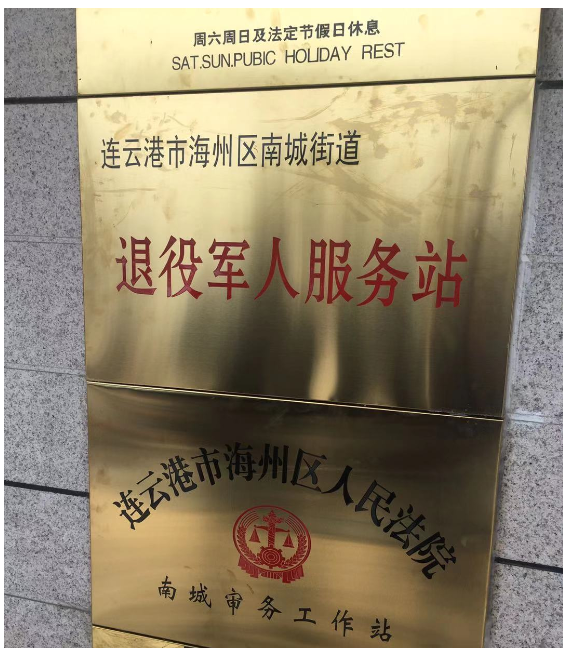 周六周日及法定节假日休息
SAT.SUN.PUBIC HOLIDAY REST
连云港市海州区南城街道
退役军人服务站
连云港市海州区人民法院
南城审务工作站